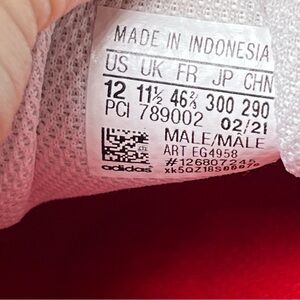 MADE IN INDONESIA
US UK FR JP CHN
12 11½ 46⅔ 300 290
PCI 789002 02/21
MALE/MALE
ART EG4958
adidas #126807245